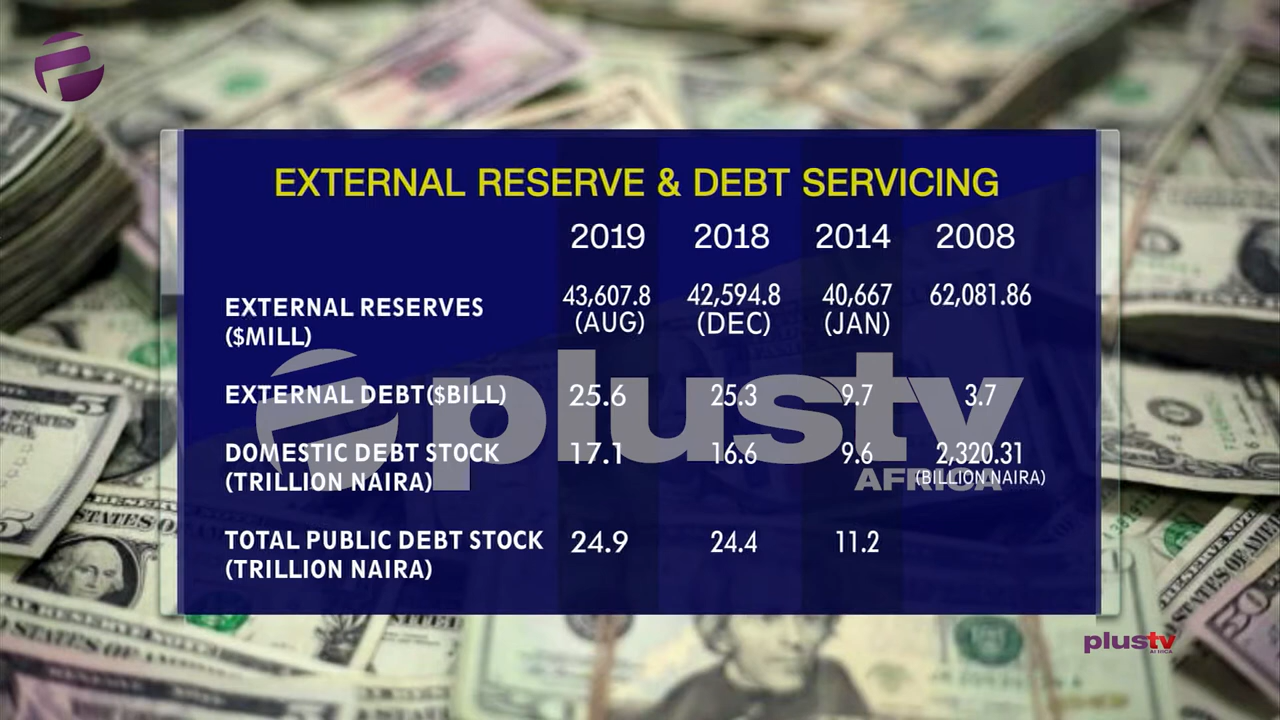 EXTERNAL RESERVE & DEBT SERVICING
2019 2018 2014 2008
EXTERNAL RESERVES 43,607.8 42,594.8 40,667 62,081.86
($MILL) (AUG) (DEC) (JAN)
EXTERNAL DEBT($BILL) 25.6 25.3 9.7 3.7
DOMESTIC DEBT STOCK 17.1 16.6 9.6 2,320.31
(TRILLION NAIRA) (BILLION NAIRA)
TOTAL PUBLIC DEBT STOCK 24.9 24.4 11.2
(TRILLION NAIRA)
plustv
AFRICA
plustv
AFRICA